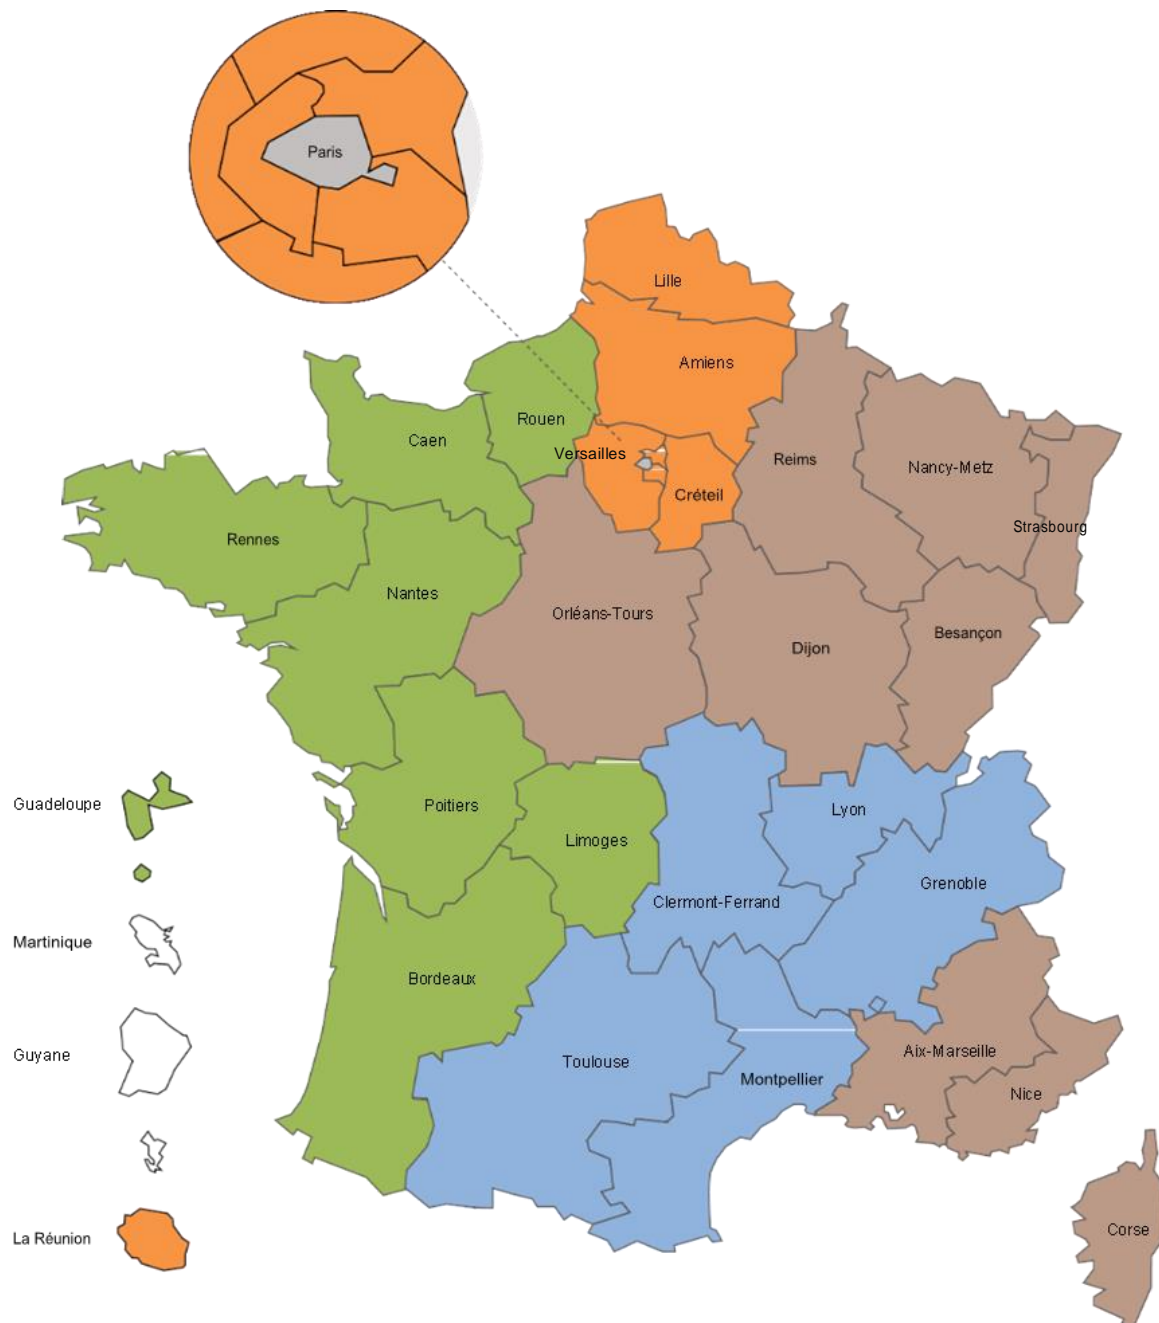 Paris
Lille
Amiens
Rouen
Caen
Versailles
Reims
Nancy-Metz
Créteil
Strasbourg
Rennes
Nantes
Orléans-Tours
Besançon
Dijon
Guadeloupe
Poitiers
Lyon
Limoges
Grenoble
Clermont-Ferrand
Martinique
Bordeaux
Guyane
Toulouse
Aix-Marseille
Montpellier
Nice
La Réunion
Corse